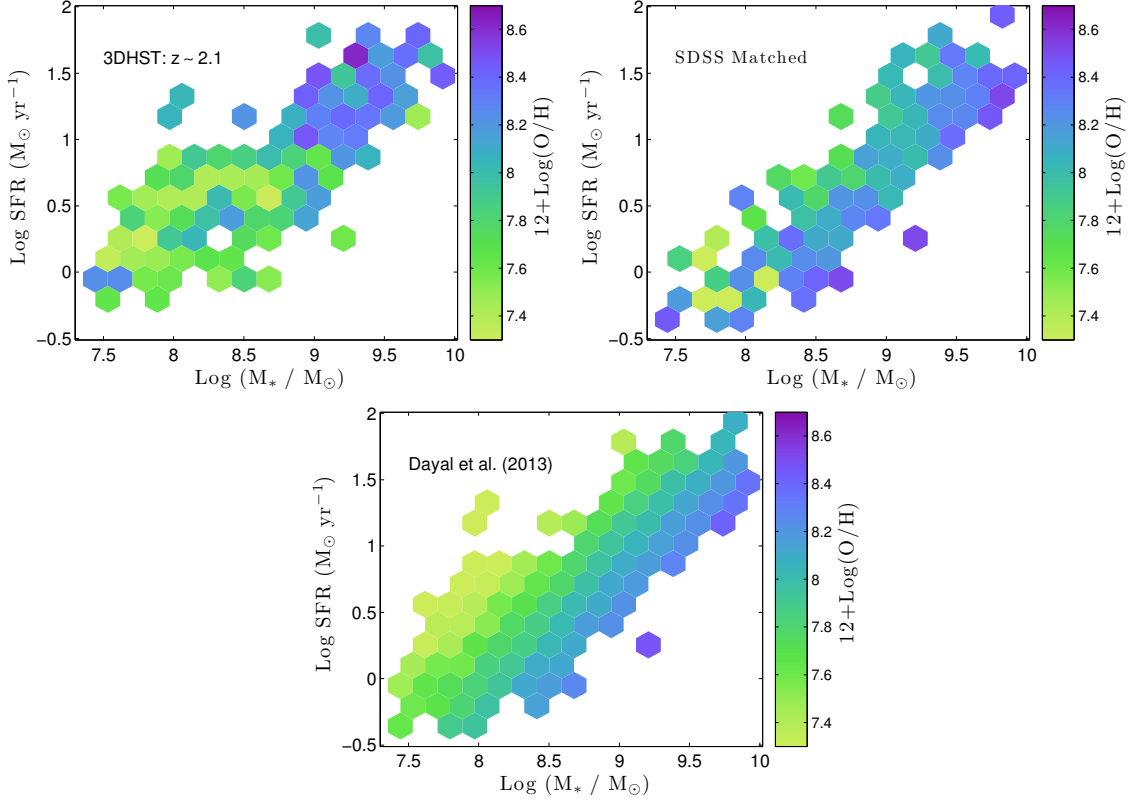 3DHST: z ~ 2.1
2
1.5
1
0.5
0
−0.5
Log SFR (M⊙ yr−1)
7.5 8 8.5 9 9.5 10
Log (M* / M⊙)
8.6
8.4
8.2
8
7.8
7.6
7.4
12+Log(O/H)
SDSS Matched
2
1.5
1
0.5
0
−0.5
Log SFR (M⊙ yr−1)
7.5 8 8.5 9 9.5 10
Log (M* / M⊙)
8.6
8.4
8.2
8
7.8
7.6
7.4
12+Log(O/H)
Dayal et al. (2013)
2
1.5
1
0.5
0
−0.5
Log SFR (M⊙ yr−1)
7.5 8 8.5 9 9.5 10
Log (M* / M⊙)
8.6
8.4
8.2
8
7.8
7.6
7.4
12+Log(O/H)